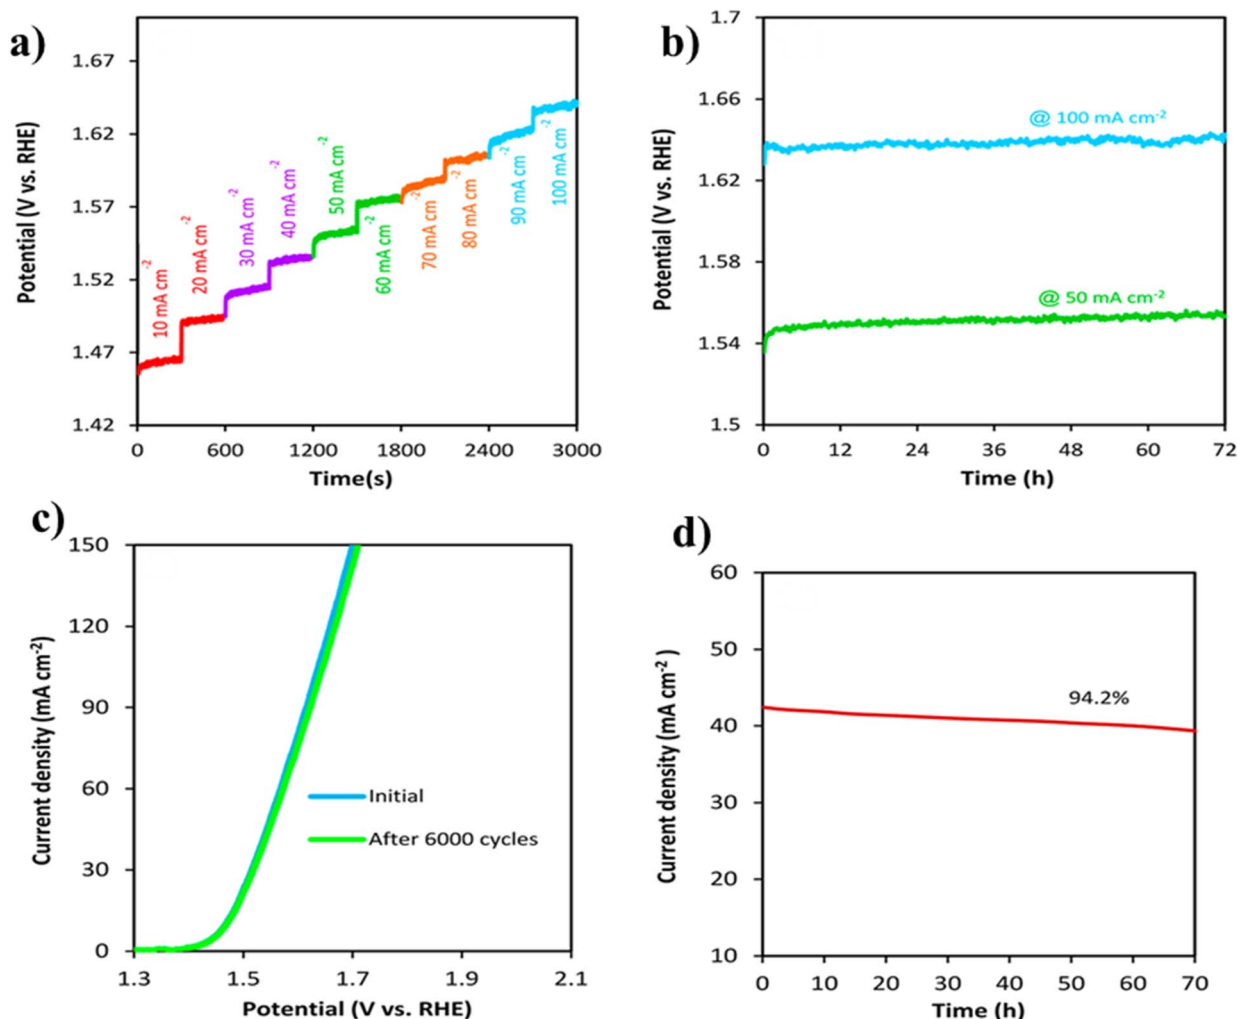 a)
Potential (V vs. RHE)
1.67
1.62
1.57
1.52
1.47
1.42
10 mA cm-2
20 mA cm-2
30 mA cm-2
40 mA cm-2
50 mA cm-2
60 mA cm-2
70 mA cm-2
80 mA cm-2
90 mA cm-2
100 mA cm-2
0 600 1200 1800 2400 3000
Time(s)
b)
Potential (V vs. RHE)
1.7
1.66
1.62
1.58
1.54
1.5
@ 100 mA cm-2
@ 50 mA cm-2
0 12 24 36 48 60 72
Time (h)
c)
Current density (mA cm-2)
150
120
90
60
30
0
Initial
After 6000 cycles
1.3 1.5 1.7 1.9 2.1
Potential (V vs. RHE)
d)
Current density (mA cm-2 )
60
50
40
30
20
10
94.2%
0 10 20 30 40 50 60 70
Time (h)